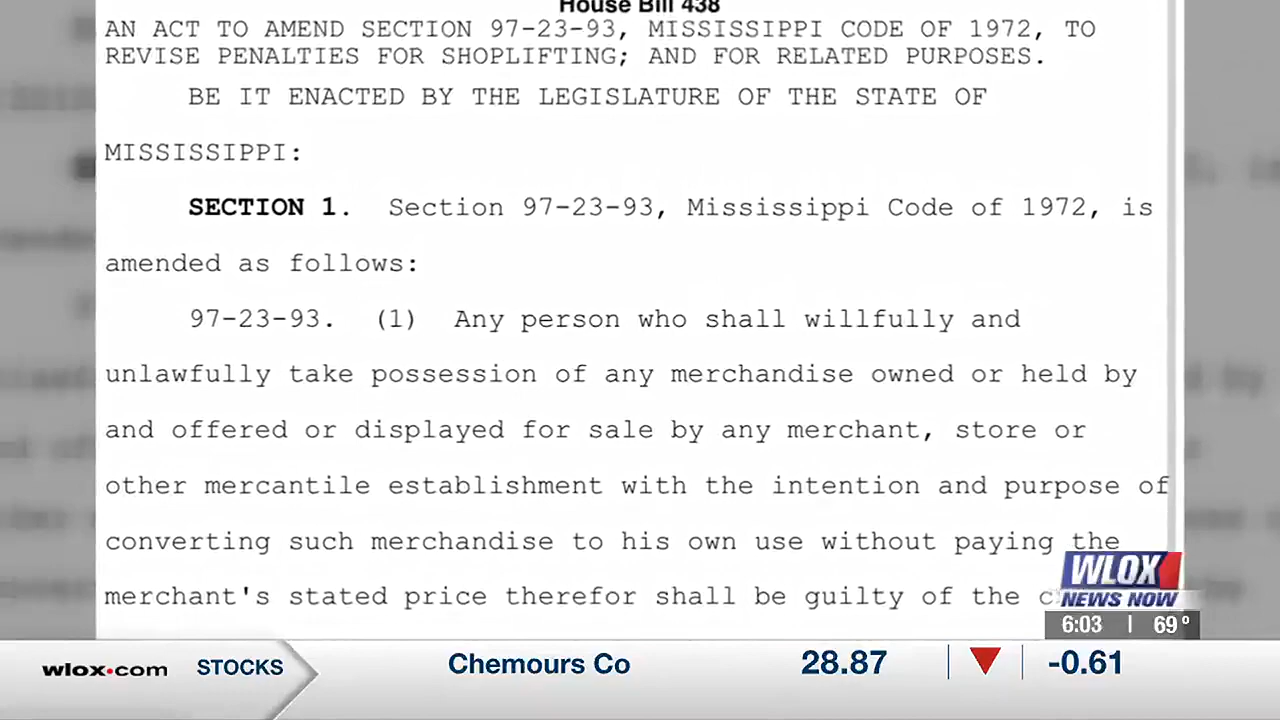 House Bill 438
AN ACT TO AMEND SECTION 97-23-93, MISSISSIPPI CODE OF 1972, TO
REVISE PENALTIES FOR SHOPLIFTING; AND FOR RELATED PURPOSES.
BE IT ENACTED BY THE LEGISLATURE OF THE STATE OF
MISSISSIPPI:
SECTION 1. Section 97-23-93, Mississippi Code of 1972, is
amended as follows:
97-23-93. (1) Any person who shall willfully and
unlawfully take possession of any merchandise owned or held by
and offered or displayed for sale by any merchant, store or
other mercantile establishment with the intention and purpose of
converting such merchandise to his own use without paying the
merchant's stated price therefor shall be guilty of the
WLOX
NEWS NOW
6:03 | 69°
wlox.com STOCKS Chemours Co 28.87 -0.61